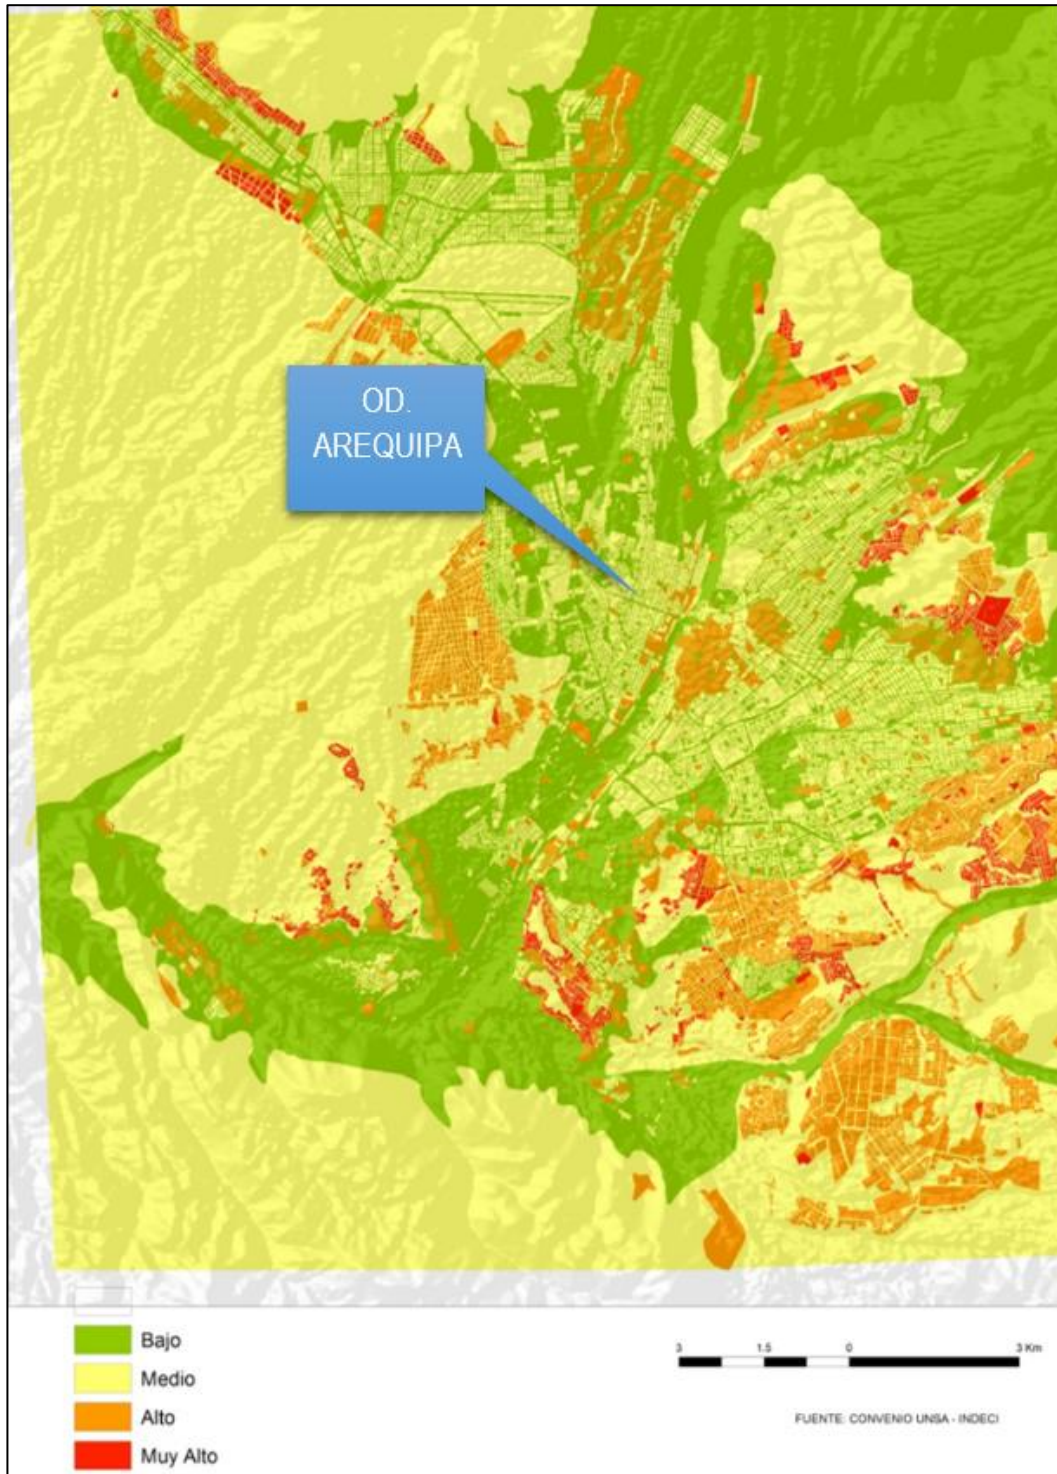 OD.
AREQUIPA
Bajo
Medio
Alto
Muy Alto
3 1.5 0 3 Km
FUENTE: CONVENIO UNSA - INDECI